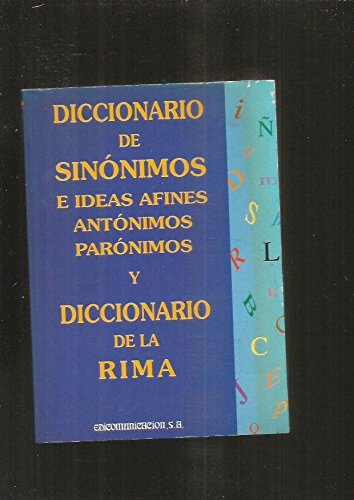 DICCIONARIO
DE
SINÓNIMOS
E IDEAS AFINES
ANTÓNIMOS
PARÓNIMOS
Y
DICCIONARIO
DE LA
RIMA
EDICOMUNICACION, S.A.
i
Ñ
m
D
S
A
R
L
E
B
C
J
E
P